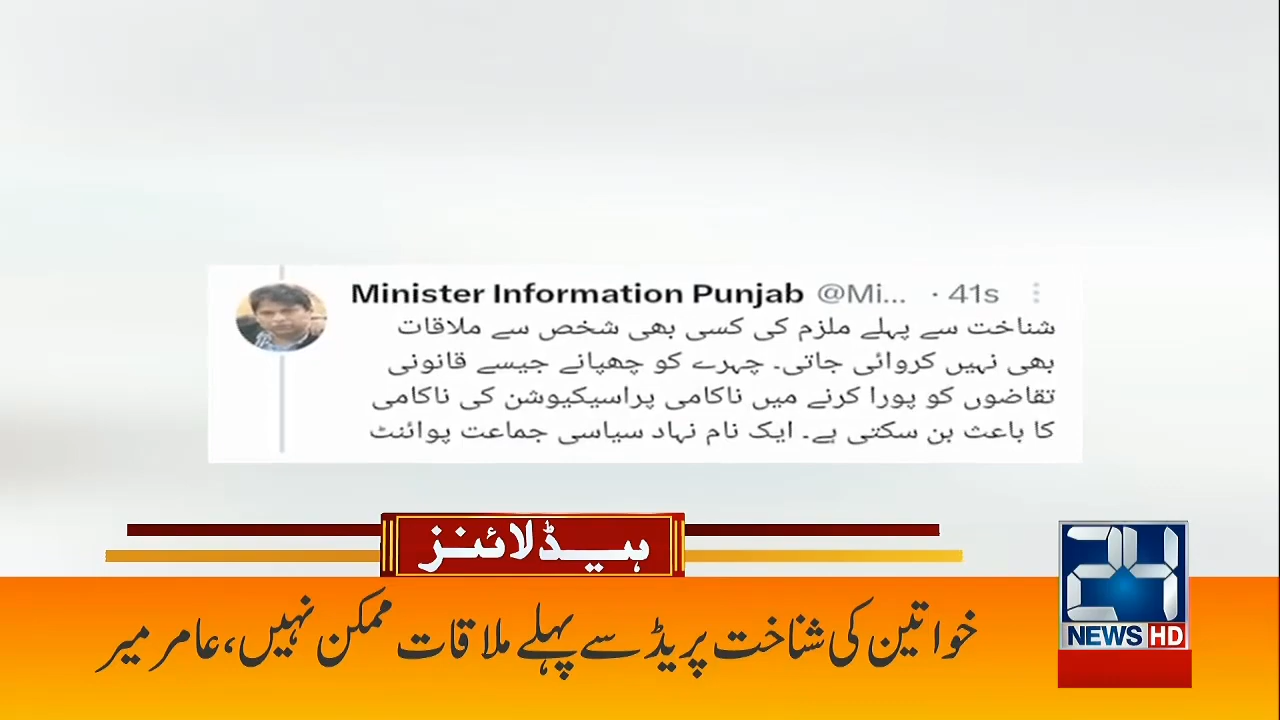 Minister Information Punjab @Mi... · 41s
شناخت سے پہلے ملزم کی کسی بھی شخص سے ملاقات
بھی نہیں کروائی جاتی۔ چہرے کو چھپانے جیسے قانونی
تقاضوں کو پورا کرنے میں ناکامی پراسیکیوشن کی ناکامی
کا باعث بن سکتی ہے۔ ایک نام نہاد سیاسی جماعت پوائنٹ
ہیڈلائنز
خواتین کی شناخت پریڈ سے پہلے ملاقات ممکن نہیں، عامر میر
24
NEWS HD